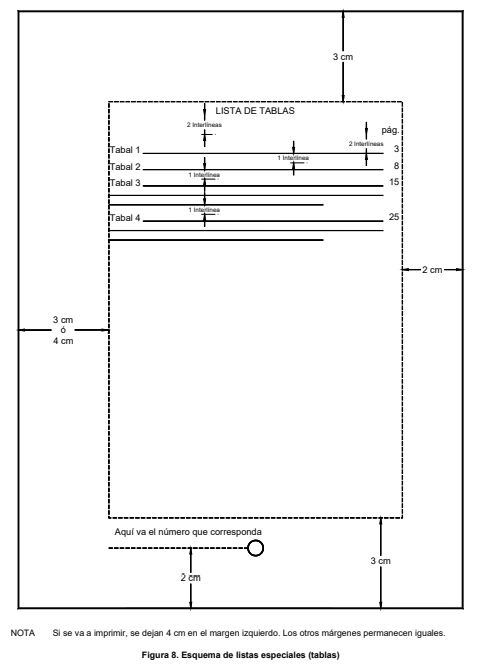 3 cm
LISTA DE TABLAS
2 Interlíneas
pág.
2 Interlíneas
Tabal 1 3
1 Interlínea
Tabal 2 8
1 Interlínea
Tabal 3 15
1 Interlínea
Tabal 4 25
2 cm
3 cm
ó
4 cm
Aquí va el número que corresponda
3 cm
2 cm
NOTA Si se va a imprimir, se dejan 4 cm en el margen izquierdo. Los otros márgenes permanecen iguales.
Figura 8. Esquema de listas especiales (tablas)